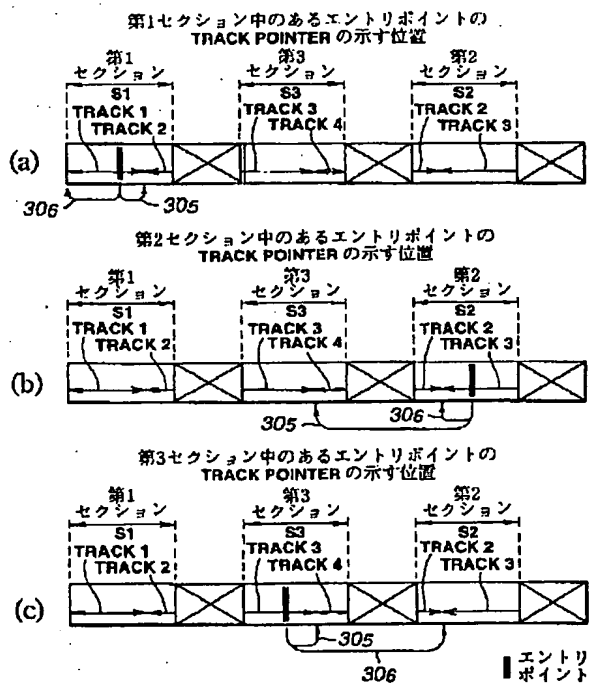 第1セクション中のあるエントリポイントの
TRACK POINTER の示す位置
第1 第3 第2
セクション セクション セクション
S1 S3 S2
TRACK 1 TRACK 3 TRACK 2
TRACK 2 TRACK 4 TRACK 3
(a)
306 305
第2セクション中のあるエントリポイントの
TRACK POINTER の示す位置
第1 第3 第2
セクション セクション セクション
S1 S3 S2
TRACK 1 TRACK 3 TRACK 2
TRACK 2 TRACK 4 TRACK 3
(b)
305 306
第3セクション中のあるエントリポイントの
TRACK POINTER の示す位置
第1 第3 第2
セクション セクション セクション
S1 S3 S2
TRACK 1 TRACK 3 TRACK 2
TRACK 2 TRACK 4 TRACK 3
(c)
305
306
エントリ
ポイント